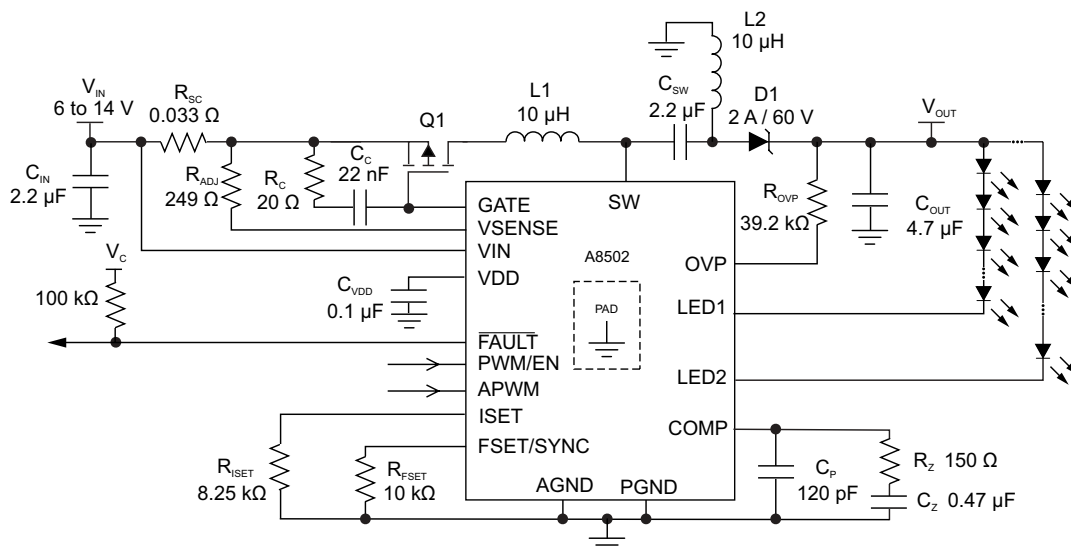 L2
10 µH
V_IN
6 to 14 V
R_SC
0.033 Ω
Q1
L1
10 µH
C_SW
2.2 µF
D1
2 A / 60 V
V_OUT
C_IN
2.2 µF
R_ADJ
249 Ω
R_C
20 Ω
C_C
22 nF
R_OVP
39.2 kΩ
C_OUT
4.7 µF
GATE
VSENSE
VIN
VDD
FAULT
PWM/EN
APWM
ISET
FSET/SYNC
SW
A8502
PAD
OVP
LED1
LED2
COMP
AGND
PGND
V_C
100 kΩ
C_VDD
0.1 µF
R_ISET
8.25 kΩ
R_FSET
10 kΩ
C_P
120 pF
R_Z 150 Ω
C_Z 0.47 µF